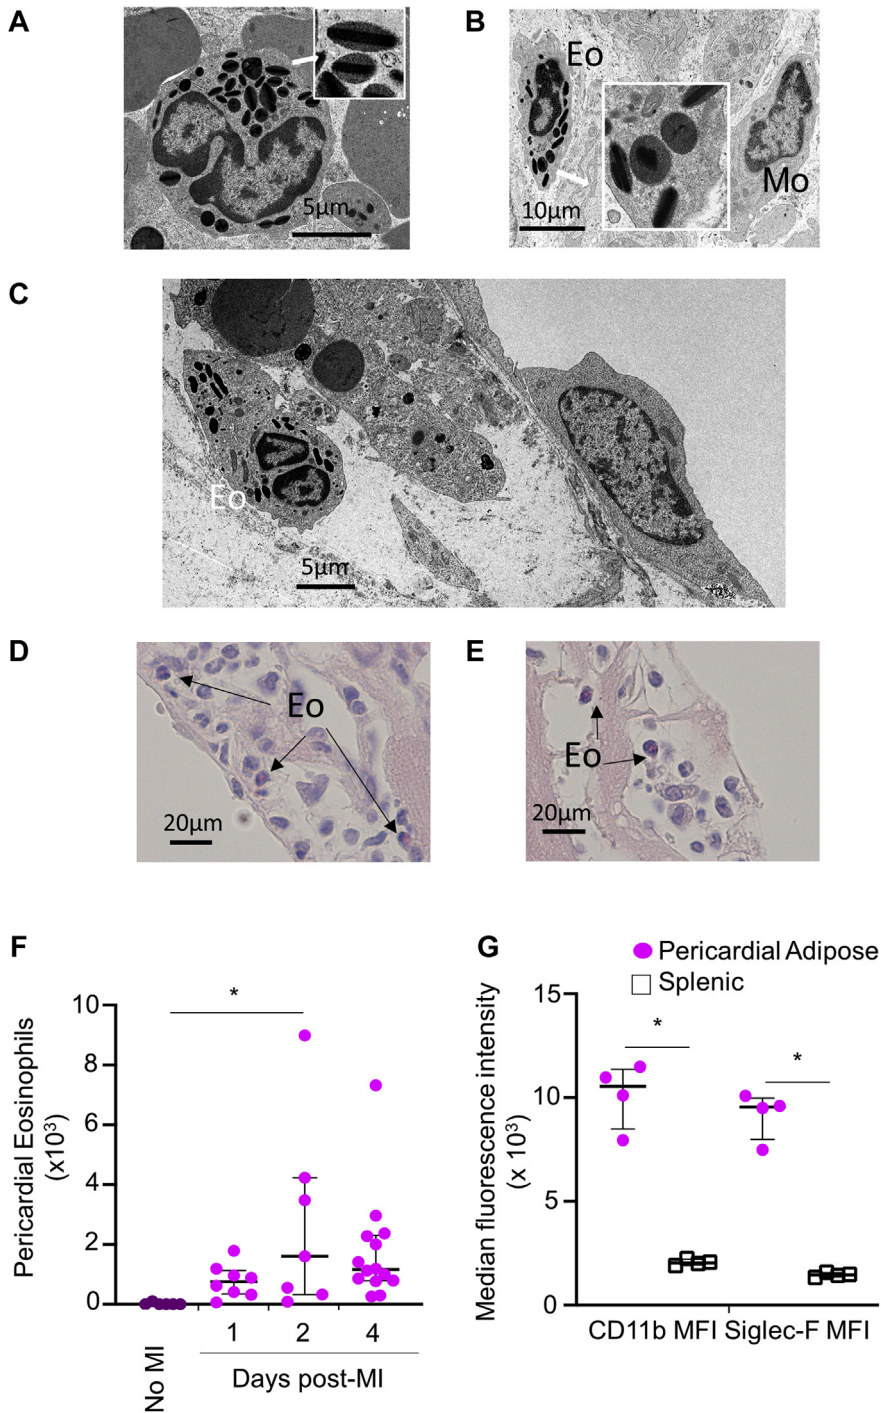 A
5µm
B
Eo
Mo
10µm
C
Eo
5µm
D
Eo
20µm
E
Eo
20µm
F
Pericardial Eosinophils
(x10³)
10
8
6
4
2
0
*
No MI
1
2
4
Days post-MI
G
Pericardial Adipose
Splenic
Median fluorescence intensity
(x 10³)
15
10
5
0
*
*
CD11b MFI
Siglec-F MFI